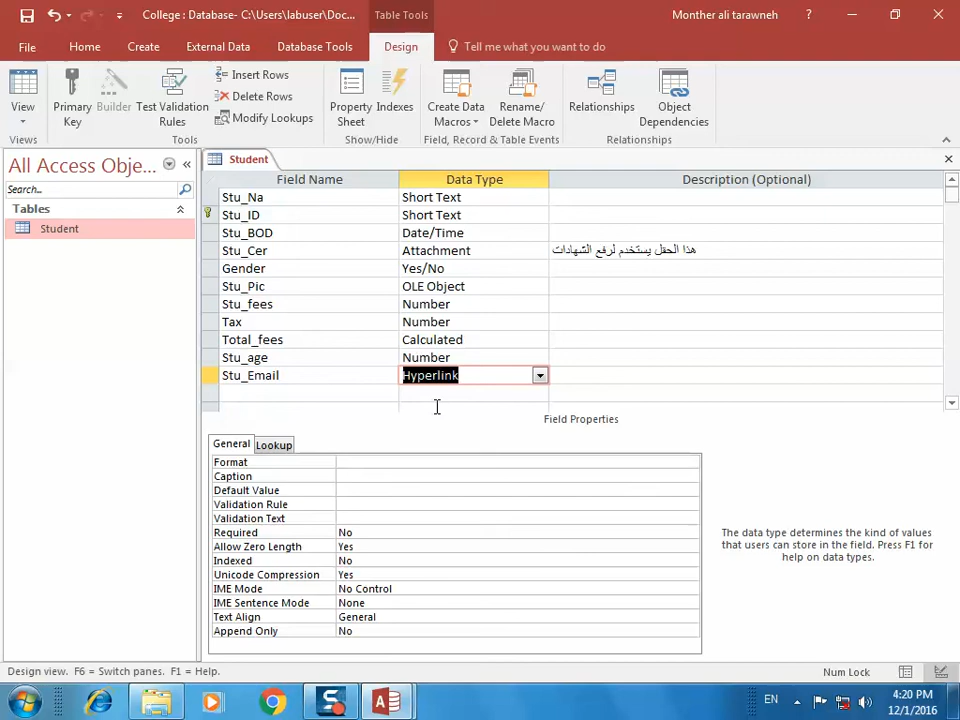 College : Database- C:\Users\labuser\Doc...
Table Tools
Monther ali tarawneh
?
File
Home
Create
External Data
Database Tools
Design
Tell me what you want to do
View
Primary Key
Builder
Test Validation Rules
Insert Rows
Delete Rows
Modify Lookups
Property Sheet
Indexes
Create Data Macros
Rename/ Delete Macro
Relationships
Object Dependencies
Views
Tools
Show/Hide
Field, Record & Table Events
Relationships
All Access Obje...
Search...
Tables
Student
Student
Field Name Data Type Description (Optional)
Stu_Na Short Text
Stu_ID Short Text
Stu_BOD Date/Time
Stu_Cer Attachment هذا الحقل يستخدم لرفع الشهادات
Gender Yes/No
Stu_Pic OLE Object
Stu_fees Number
Tax Number
Total_fees Calculated
Stu_age Number
Stu_Email Hyperlink
Field Properties
General Lookup
Format
Caption
Default Value
Validation Rule
Validation Text
Required No
Allow Zero Length Yes
Indexed No
Unicode Compression Yes
IME Mode No Control
IME Sentence Mode None
Text Align General
Append Only No
The data type determines the kind of values
that users can store in the field. Press F1 for
help on data types.
Design view. F6 = Switch panes. F1 = Help.
Num Lock
EN
4:20 PM
12/1/2016